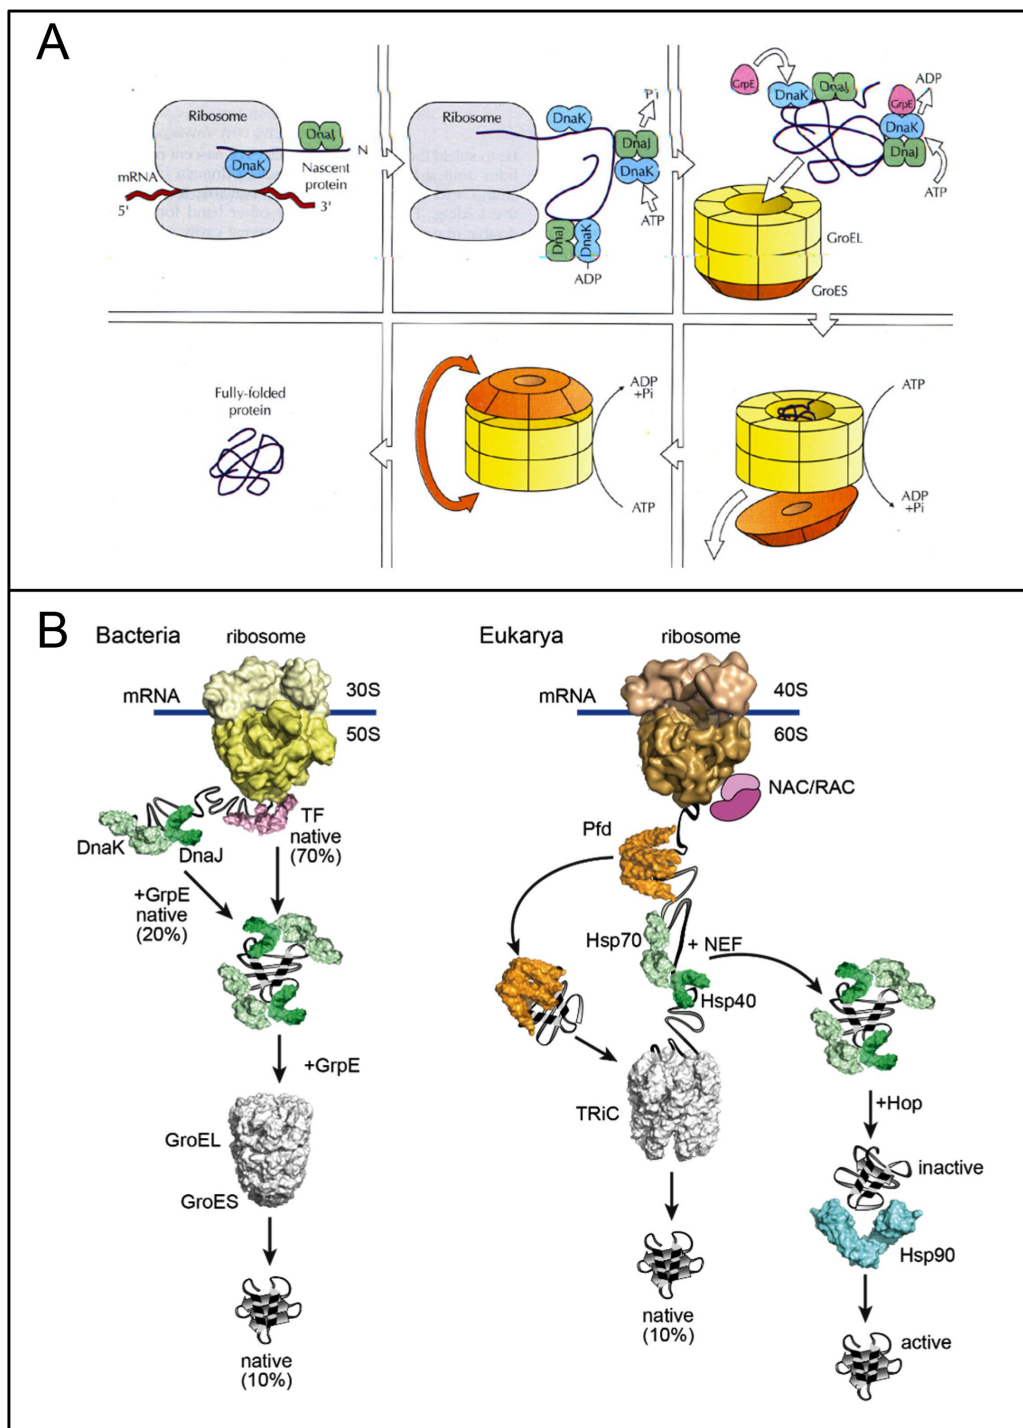 A
Ribosome
DnaJ
N
DnaK
Nascent
protein
mRNA
5'
3'
Ribosome
DnaK
Pi
DnaJ
DnaK
ATP
DnaJ
DnaK
ADP
GrpE
DnaK
DnaJ
ADP
GrpE
DnaK
DnaJ
ATP
GroEL
GroES
Fully-folded
protein
ADP
+Pi
ATP
ATP
ADP
+Pi
B
Bacteria
ribosome
mRNA
30S
50S
TF
native
(70%)
DnaK
DnaJ
+GrpE
native
(20%)
+GrpE
GroEL
GroES
native
(10%)
Eukarya
ribosome
mRNA
40S
60S
NAC/RAC
Pfd
Hsp70
+ NEF
Hsp40
TRiC
native
(10%)
+Hop
inactive
Hsp90
active